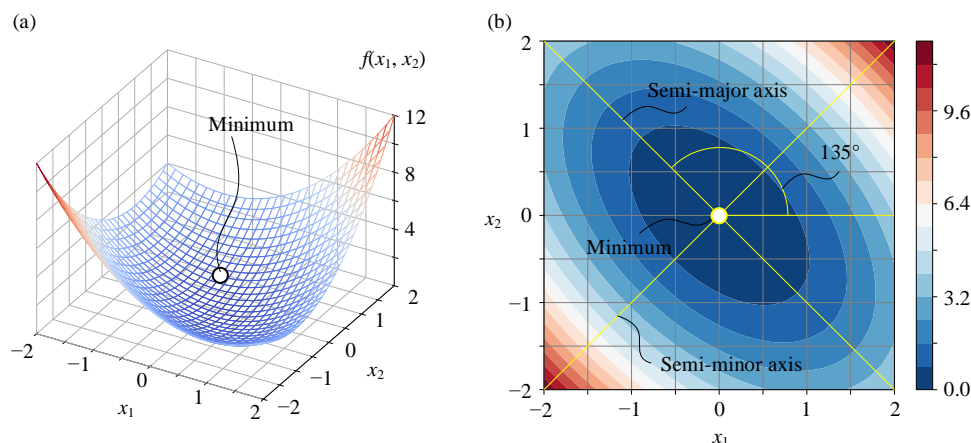 (a)
f(x₁, x₂)
Minimum
12
8
4
2
1
0
−1
−2
x₂
−2
−1
0
1
2
x₁
(b)
2
1
0
−1
−2
x₂
Semi-major axis
135°
Minimum
Semi-minor axis
−2
−1
0
1
2
x₁
9.6
6.4
3.2
0.0